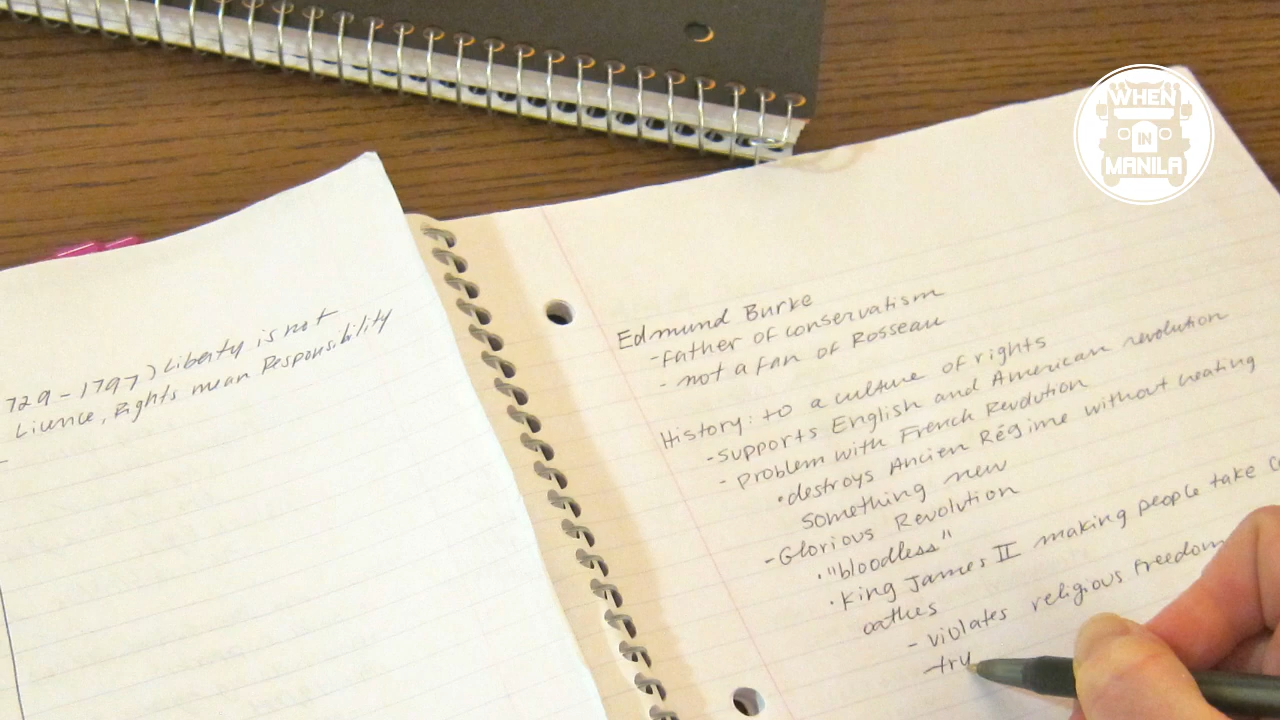 WHEN
IN
MANILA
729-1797) Liberty is not
Licence, Rights mean Responsibility
Edmund Burke
-Father of conservatism
- not a fan of Rosseau
History: to a culture of rights
-supports English and American revolution
- problem with French Revolution
•destroys Ancien Régime without
something new
-Glorious Revolution
•"bloodless"
•King James II making people take
oathes
- violates religious freedom
try